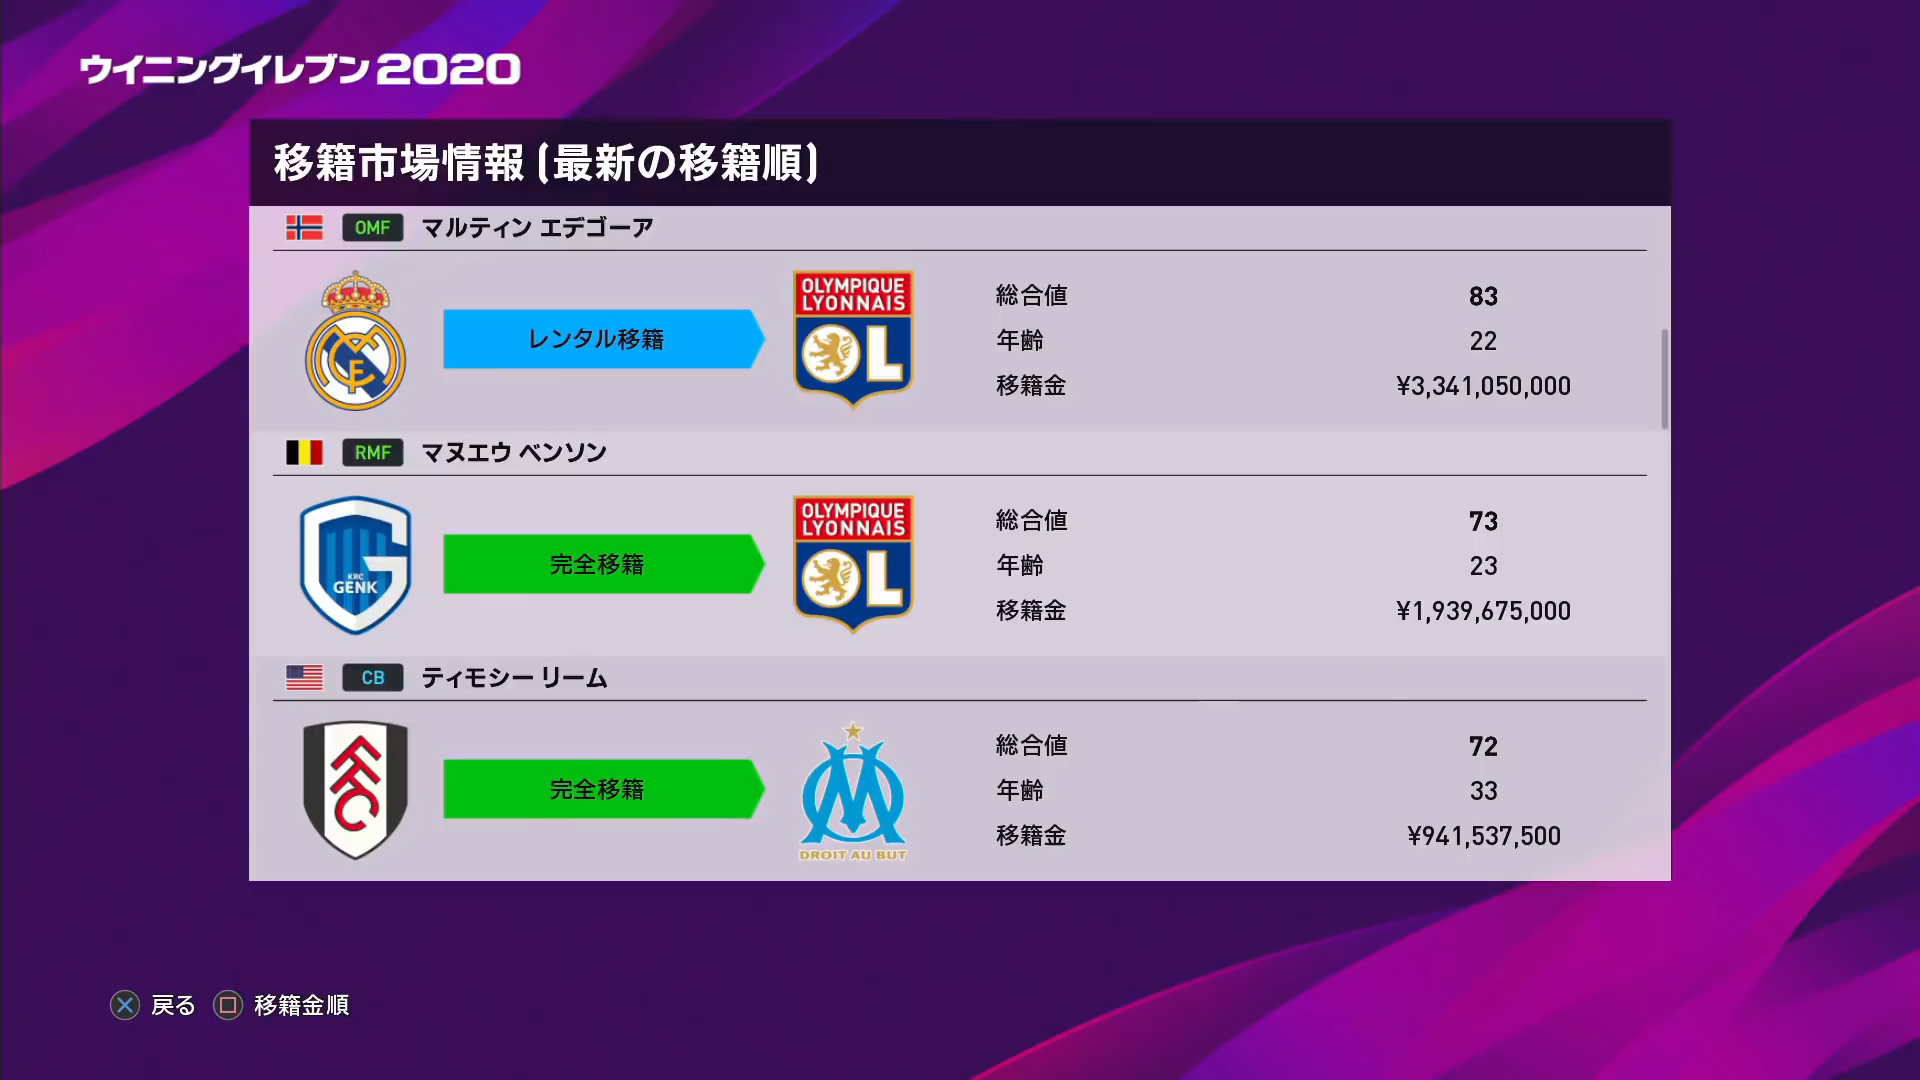 ウイニングイレブン 2020
移籍市場情報 (最新の移籍順)
OMF マルティン エデゴーア
レンタル移籍
OLYMPIQUE
LYONNAIS
OL
総合値 83
年齢 22
移籍金 ¥3,341,050,000
RMF マヌエウ ベンソン
KRC
GENK
完全移籍
OLYMPIQUE
LYONNAIS
OL
総合値 73
年齢 23
移籍金 ¥1,939,675,000
CB ティモシー リーム
FFC
完全移籍
DROIT AU BUT
総合値 72
年齢 33
移籍金 ¥941,537,500
戻る 移籍金順